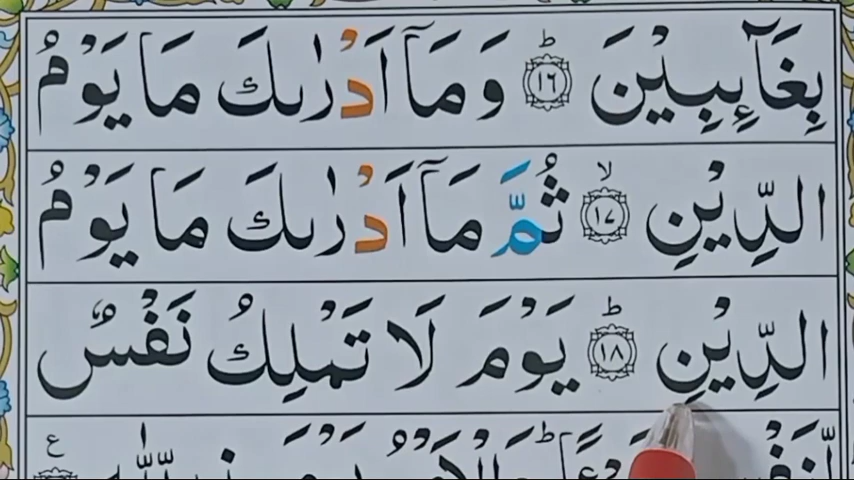 بِغَآئِبِيْنَ ۟ؕ ١٦ وَمَاۤ اَدْرٰىكَ مَا يَوْمُ
الدِّيْنِ ۙ ١٧ ثُمَّ مَاۤ اَدْرٰىكَ مَا يَوْمُ
الدِّيْنِ ؕ ١٨ يَوْمَ لَا تَمْلِكُ نَفْسٌ